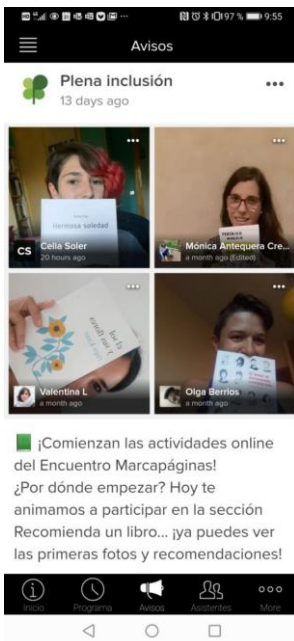 97 %
9:55
Avisos
Plena inclusión
13 days ago
Hermosa soledad
CS
Celia Soler
20 hours ago
Mónica Antequera Cre...
a month ago (Edited)
Valentina L
a month ago
Olga Berrios
a month ago
¡Comienzan las actividades online
del Encuentro Marcapáginas!
¿Por dónde empezar? Hoy te
animamos a participar en la sección
Recomienda un libro... ¡ya puedes ver
las primeras fotos y recomendaciones!
Inicio
Programa
Avisos
Asistentes
More